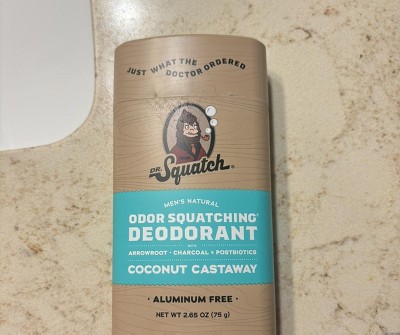 JUST WHAT THE DOCTOR ORDERED
DR. Squatch®
MEN'S NATURAL
ODOR SQUATCHING®
DEODORANT
WITH
ARROWROOT • CHARCOAL + POSTBIOTICS
COCONUT CASTAWAY
• ALUMINUM FREE •
NET WT 2.65 OZ (75 g)